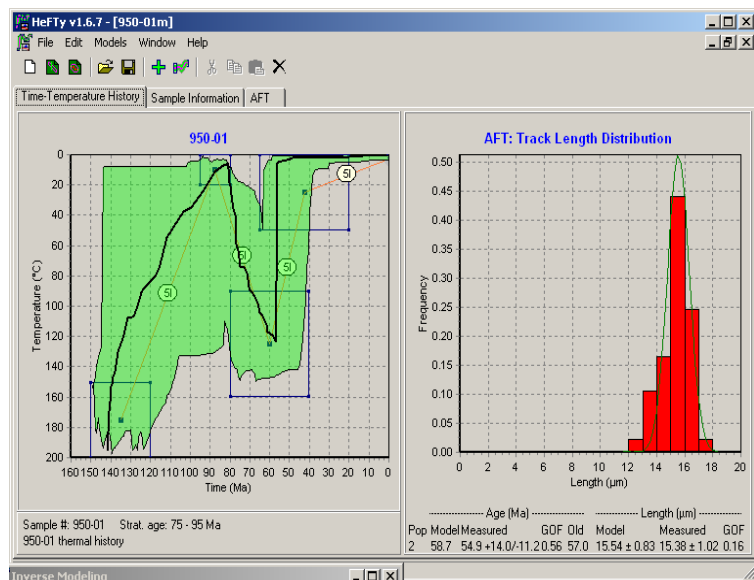 HeFTy v1.6.7 - [950-01m]
File Edit Models Window Help
Time-Temperature History Sample Information AFT
950-01
0
20
40
60
80
100
120
140
160
180
200
Temperature (°C)
5I
5I
5I
5I
160 150 140 130 120 110 100 90 80 70 60 50 40 30 20 10 0
Time (Ma)
Sample #: 950-01 Strat. age: 75 - 95 Ma
950-01 thermal history
AFT: Track Length Distribution
0.50
0.45
0.40
0.35
0.30
0.25
0.20
0.15
0.10
0.05
0.00
Frequency
0 2 4 6 8 10 12 14 16 18 20
Length (µm)
---------- Age (Ma) ---------- ---------- Length (µm) ----------
Pop Model Measured GOF Old Model Measured GOF
2 58.7 54.9 +14.0/-11.2 0.56 57.0 15.54 ± 0.83 15.38 ± 1.02 0.16
Inverse Modeling